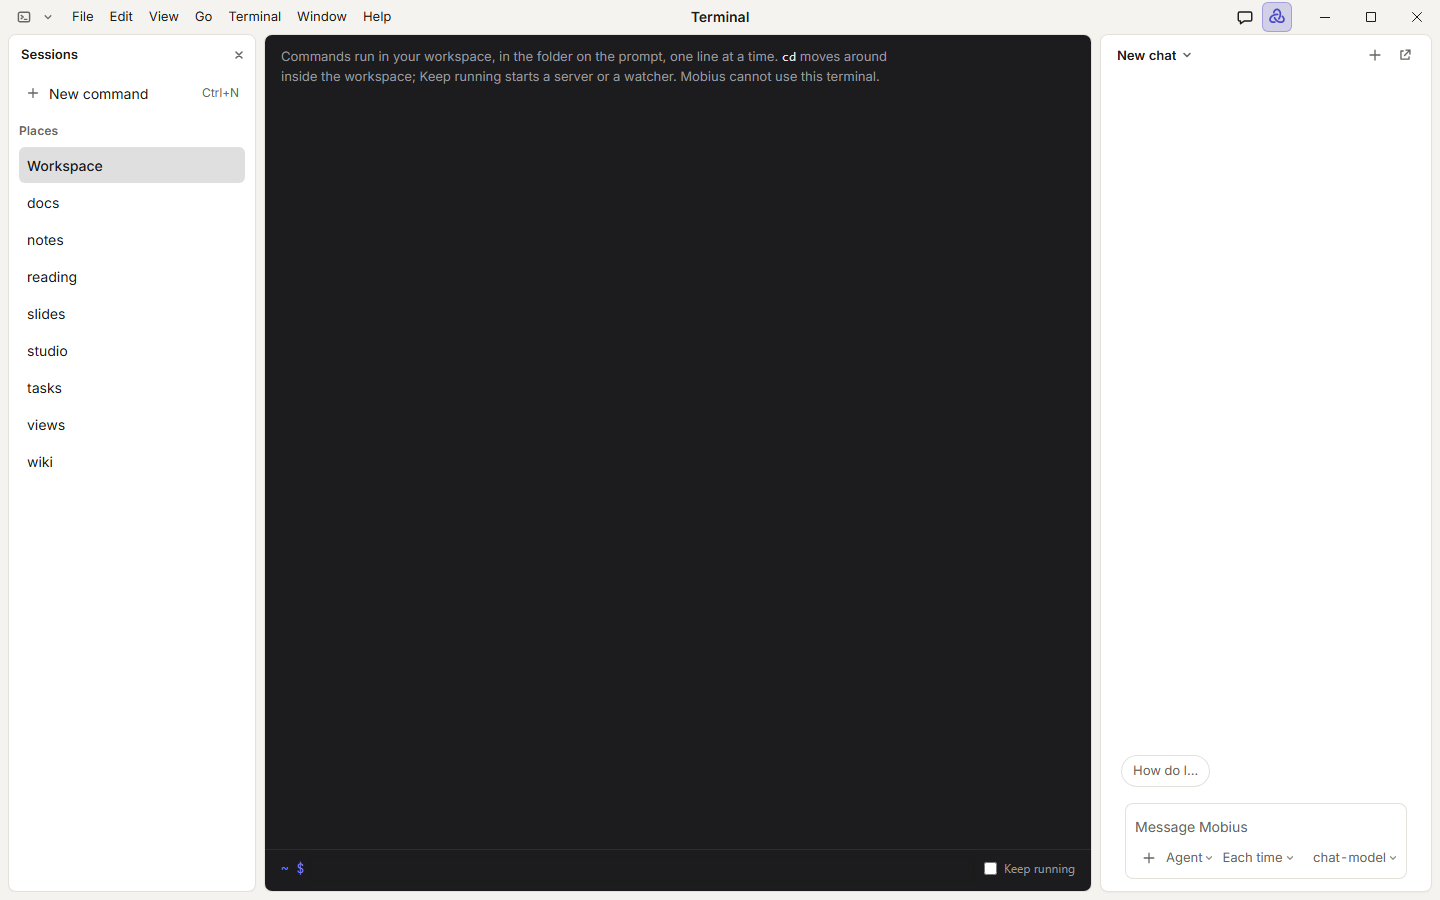 File Edit View Go Terminal Window Help
Terminal
Sessions
New command Ctrl+N
Places
Workspace
docs
notes
reading
slides
studio
tasks
views
wiki
Commands run in your workspace, in the folder on the prompt, one line at a time. cd moves around
inside the workspace; Keep running starts a server or a watcher. Mobius cannot use this terminal.
~ $
Keep running
New chat
How do I...
Message Mobius
Agent Each time chat-model